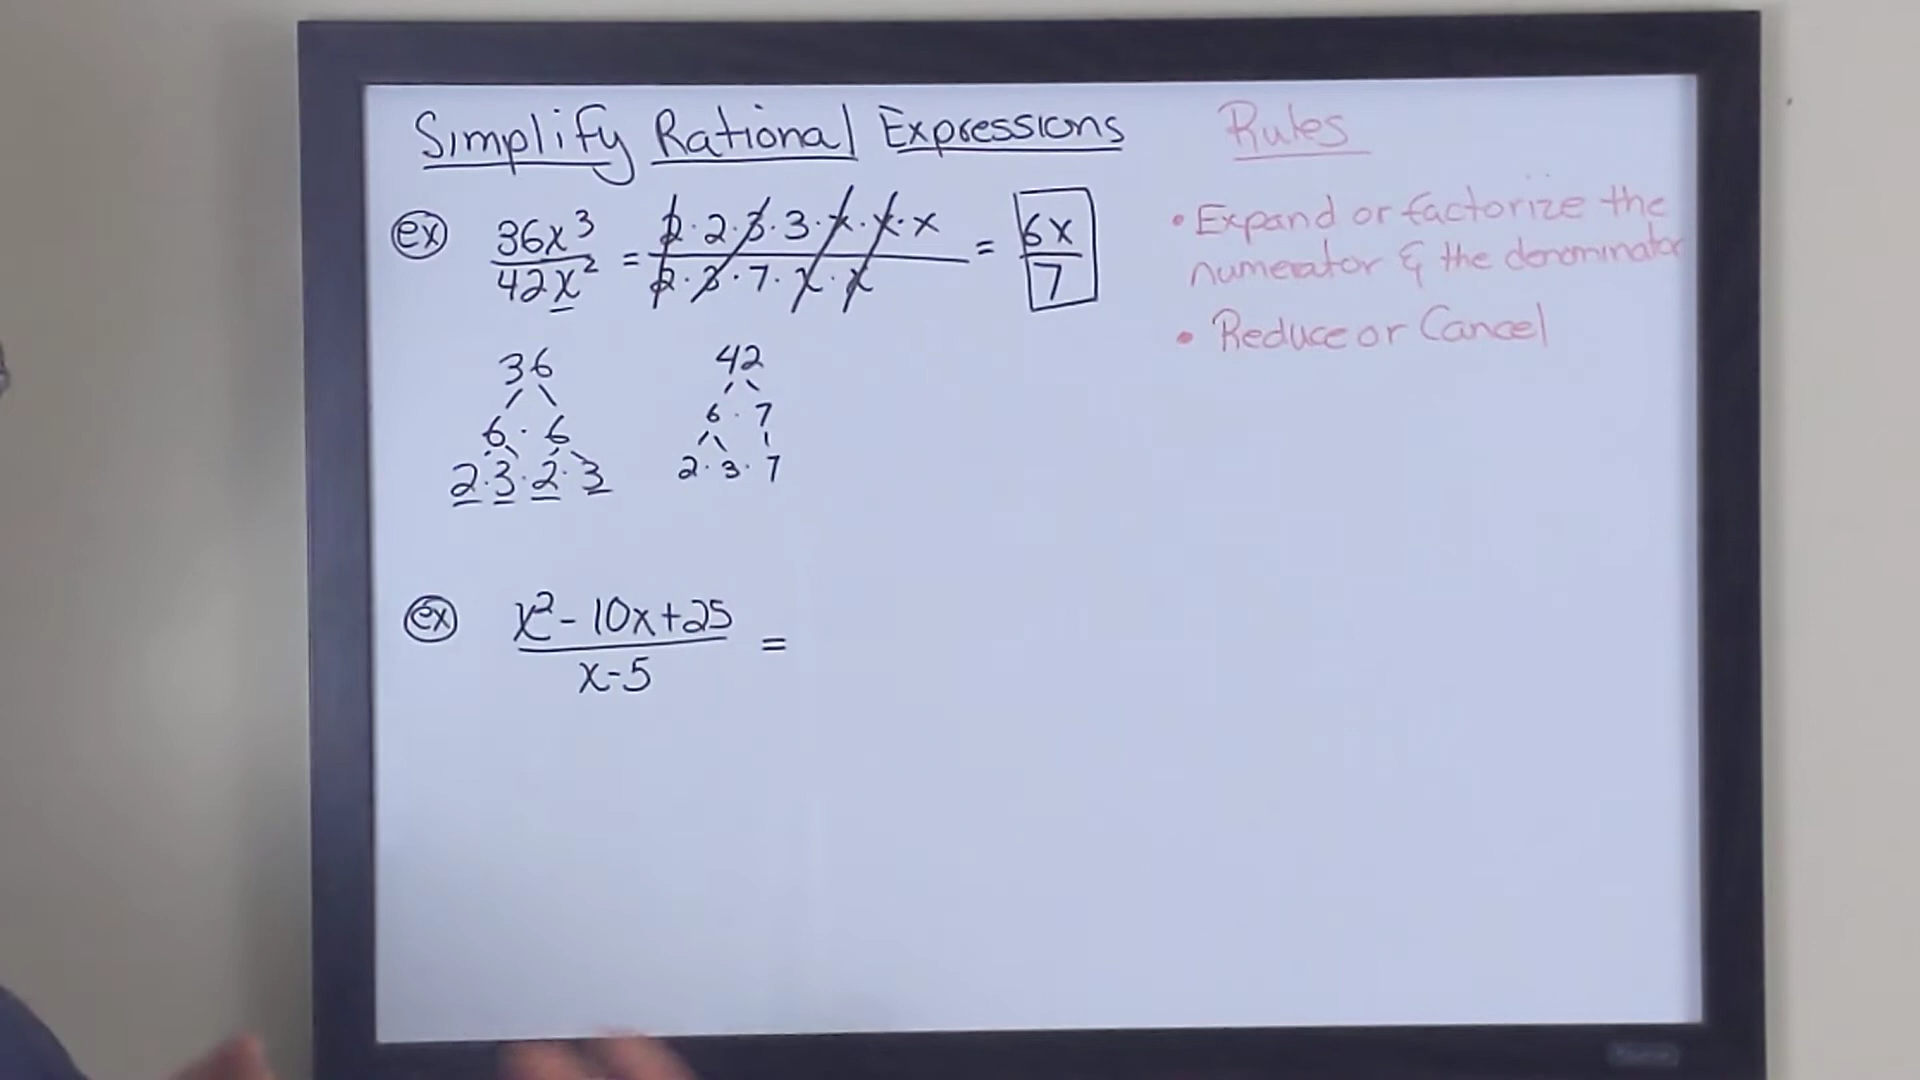 Simplify Rational Expressions
ex 36x³/42x² = 2·2·3·3·x·x·x/2·3·7·x·x = 6x/7
36
6·6
2·3·2·3
42
6·7
2·3·7
ex x²-10x+25/x-5 =
Rules
• Expand or factorize the
numerator & the denominator
• Reduce or Cancel